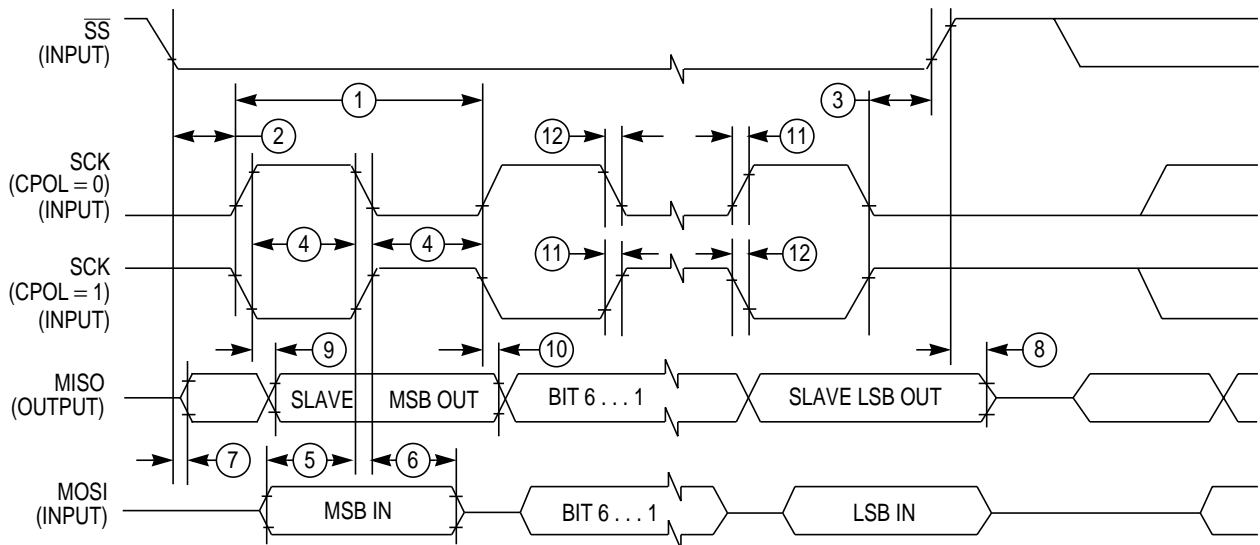 SS
(INPUT)
1
3
2
12
11
SCK
(CPOL = 0)
(INPUT)
4
4
11
12
SCK
(CPOL = 1)
(INPUT)
9
10
8
MISO
(OUTPUT)
SLAVE
MSB OUT
BIT 6 . . . 1
SLAVE LSB OUT
7
5
6
MOSI
(INPUT)
MSB IN
BIT 6 . . . 1
LSB IN